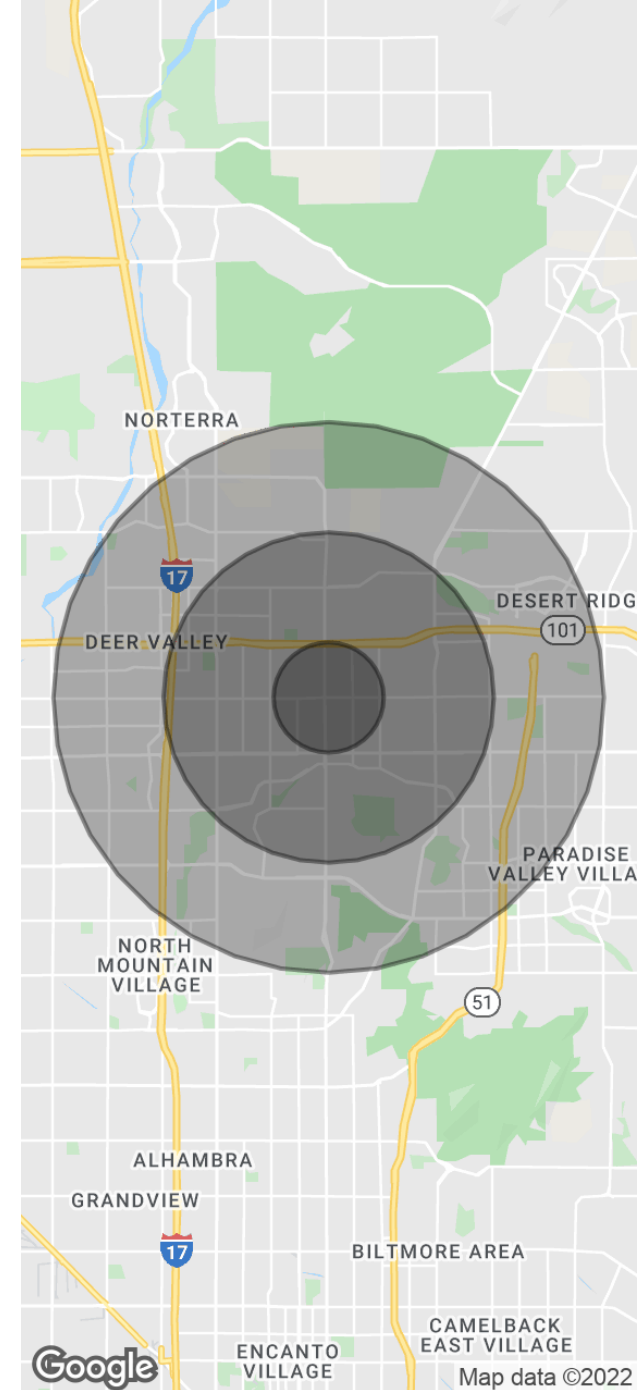 NORTERRA
17
DESERT RIDG
101
DEER VALLEY
PARADISE
VALLEY VILLA
NORTH
MOUNTAIN
VILLAGE
51
ALHAMBRA
GRANDVIEW
17
BILTMORE AREA
CAMELBACK
EAST VILLAGE
ENCANTO
VILLAGE
Google
Map data ©2022